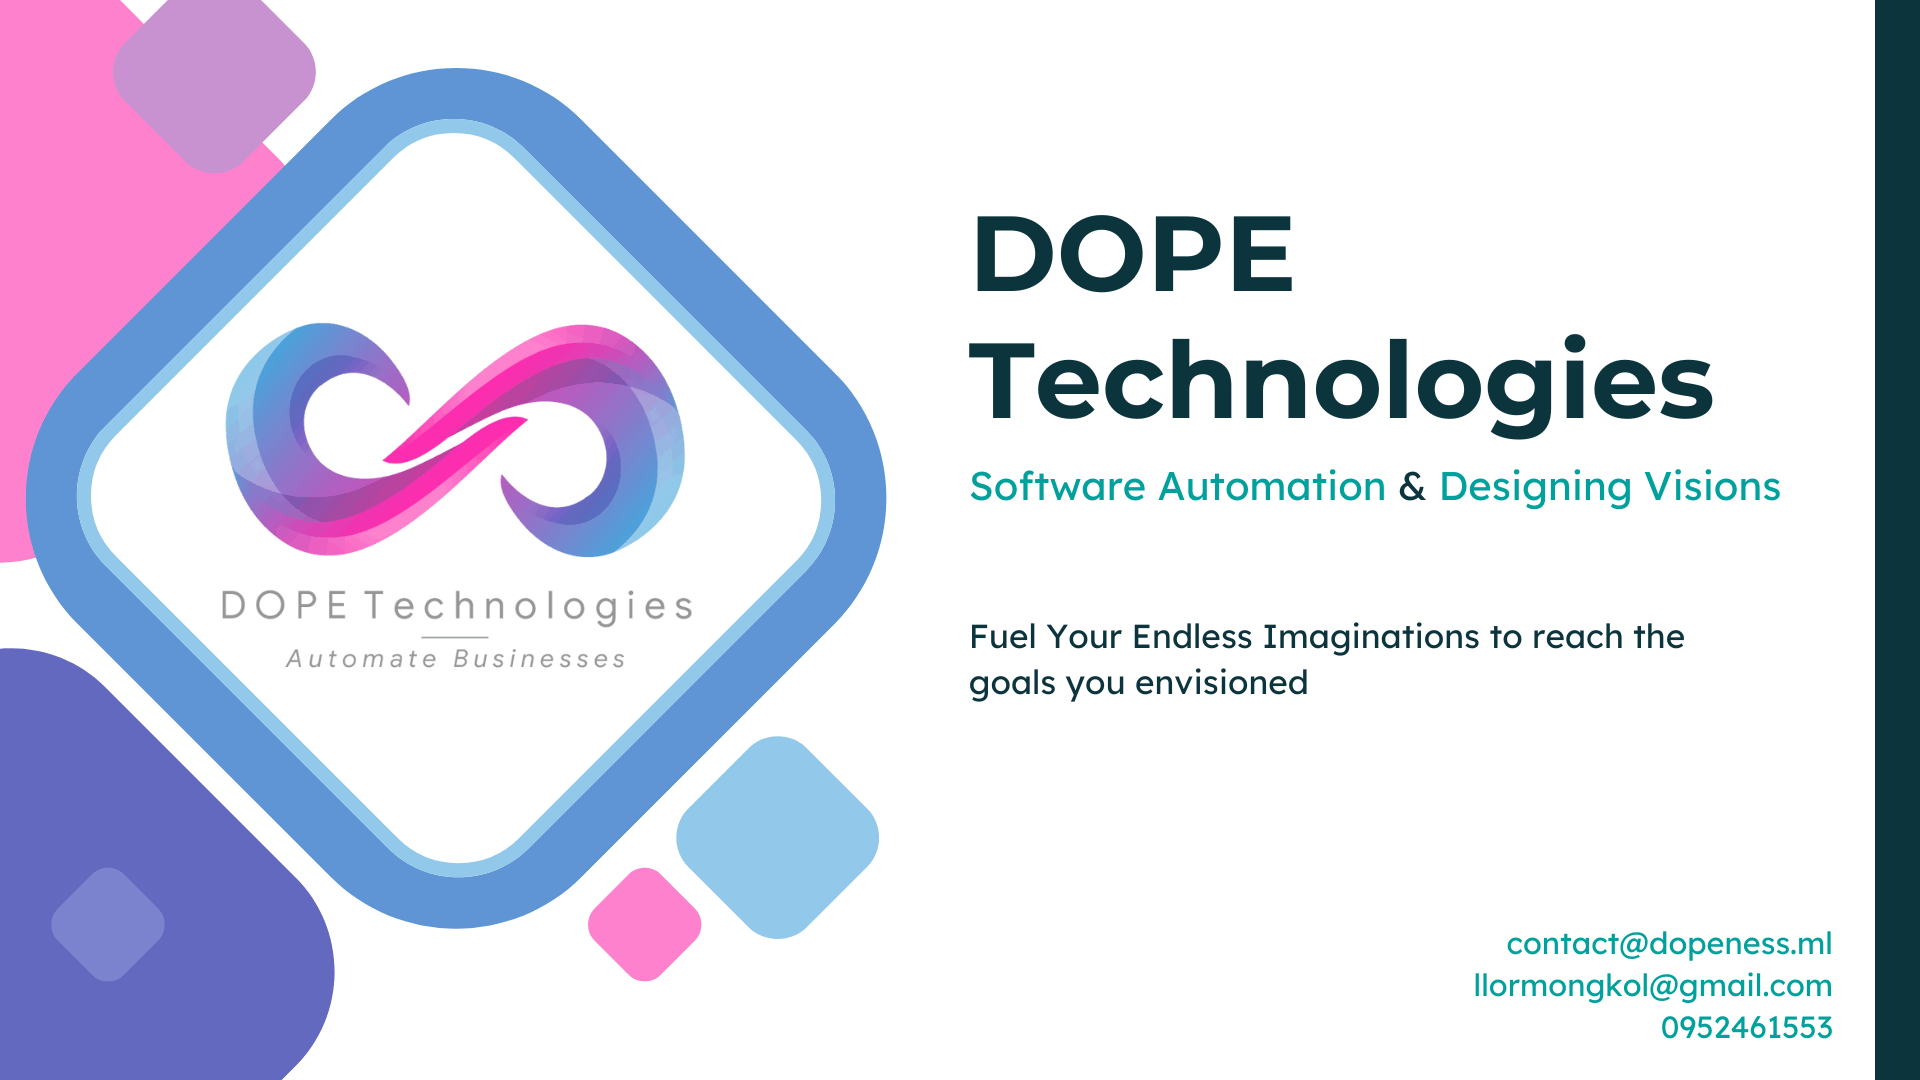 DOPE Technologies
Automate Businesses
DOPE
Technologies
Software Automation & Designing Visions
Fuel Your Endless Imaginations to reach the
goals you envisioned
contact@dopeness.ml
llormongkol@gmail.com
0952461553